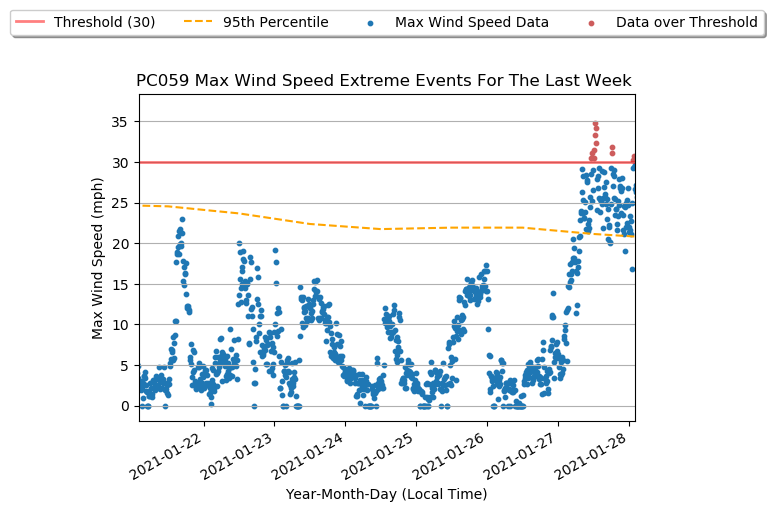 Threshold (30) 95th Percentile Max Wind Speed Data Data over Threshold
PC059 Max Wind Speed Extreme Events For The Last Week
35
30
25
20
15
10
5
0
Max Wind Speed (mph)
2021-01-22 2021-01-23 2021-01-24 2021-01-25 2021-01-26 2021-01-27 2021-01-28
Year-Month-Day (Local Time)